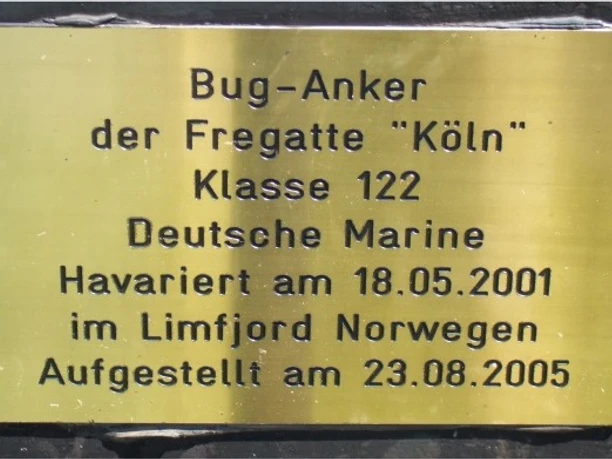 Bug-Anker
der Fregatte "Köln"
Klasse 122
Deutsche Marine
Havariert am 18.05.2001
im Limfjord Norwegen
Aufgestellt am 23.08.2005